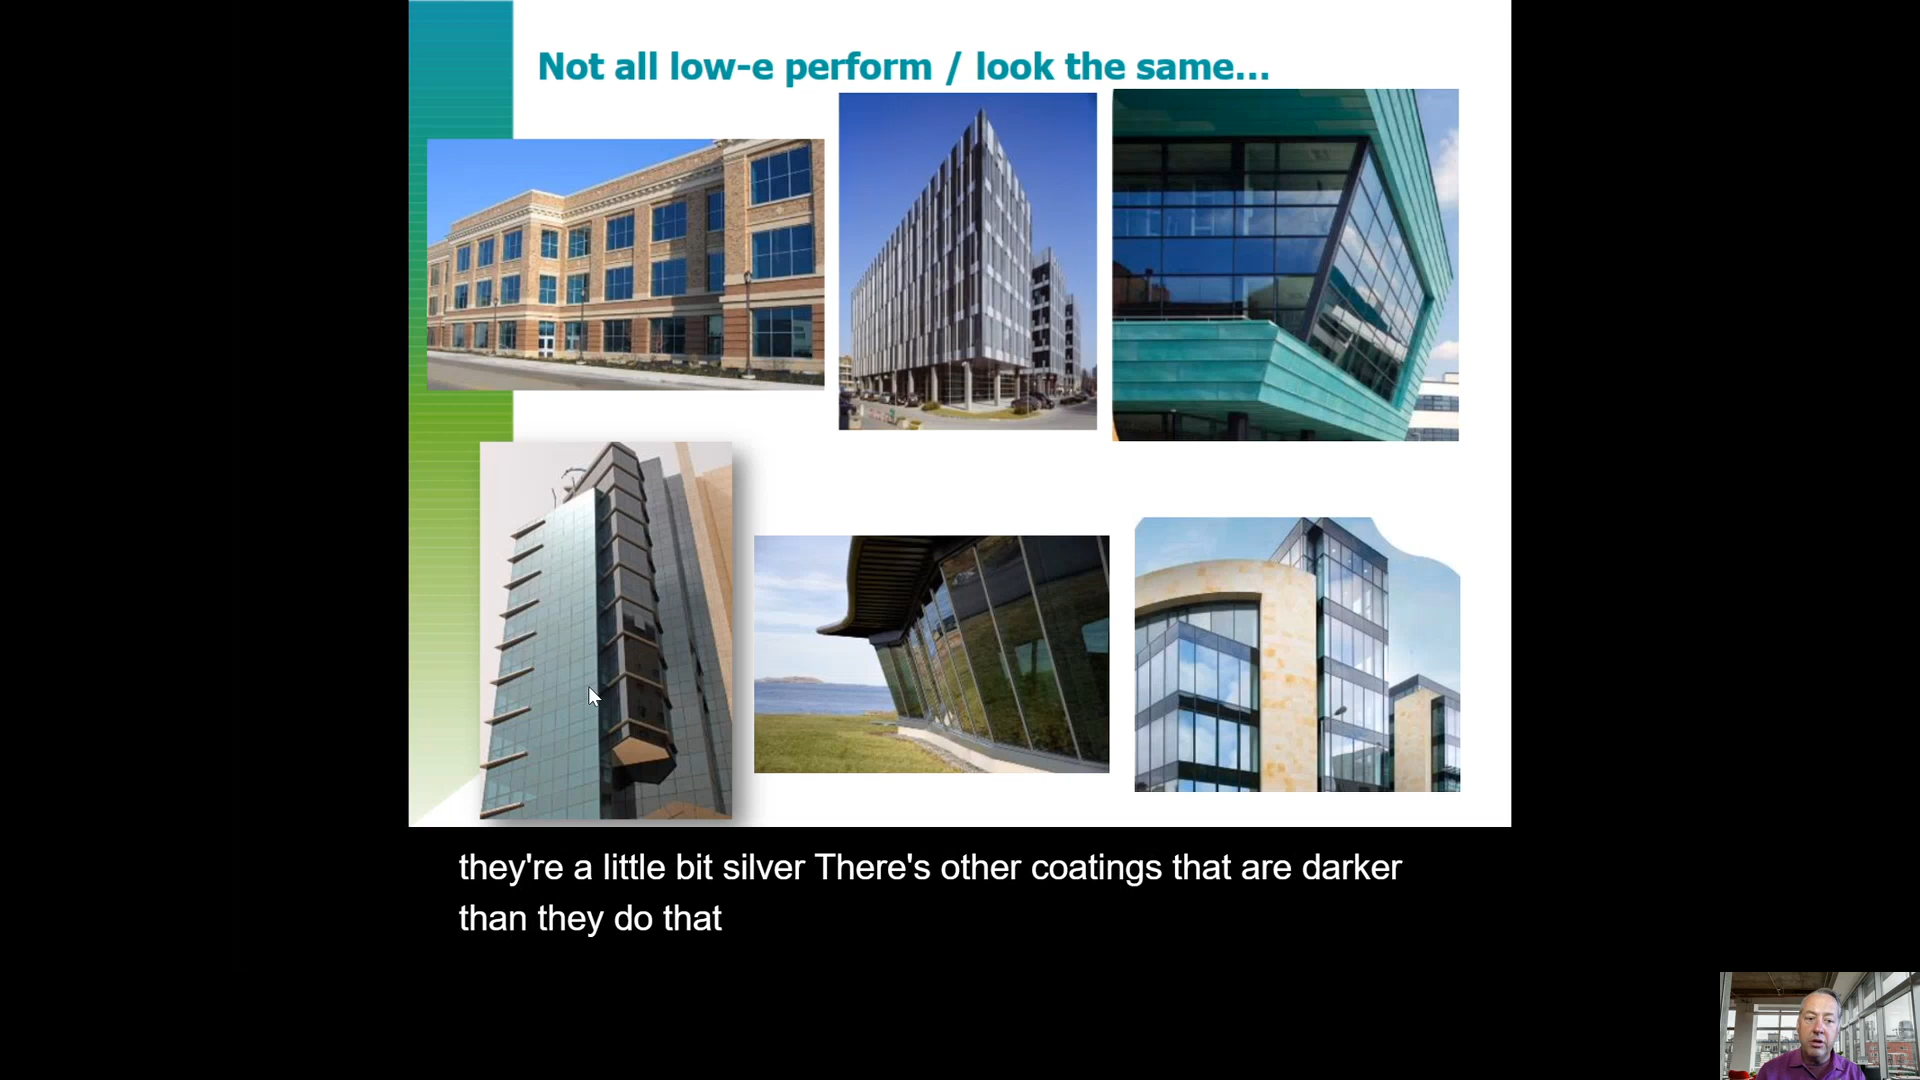 Not all low-e perform / look the same...
they're a little bit silver There's other coatings that are darker
than they do that